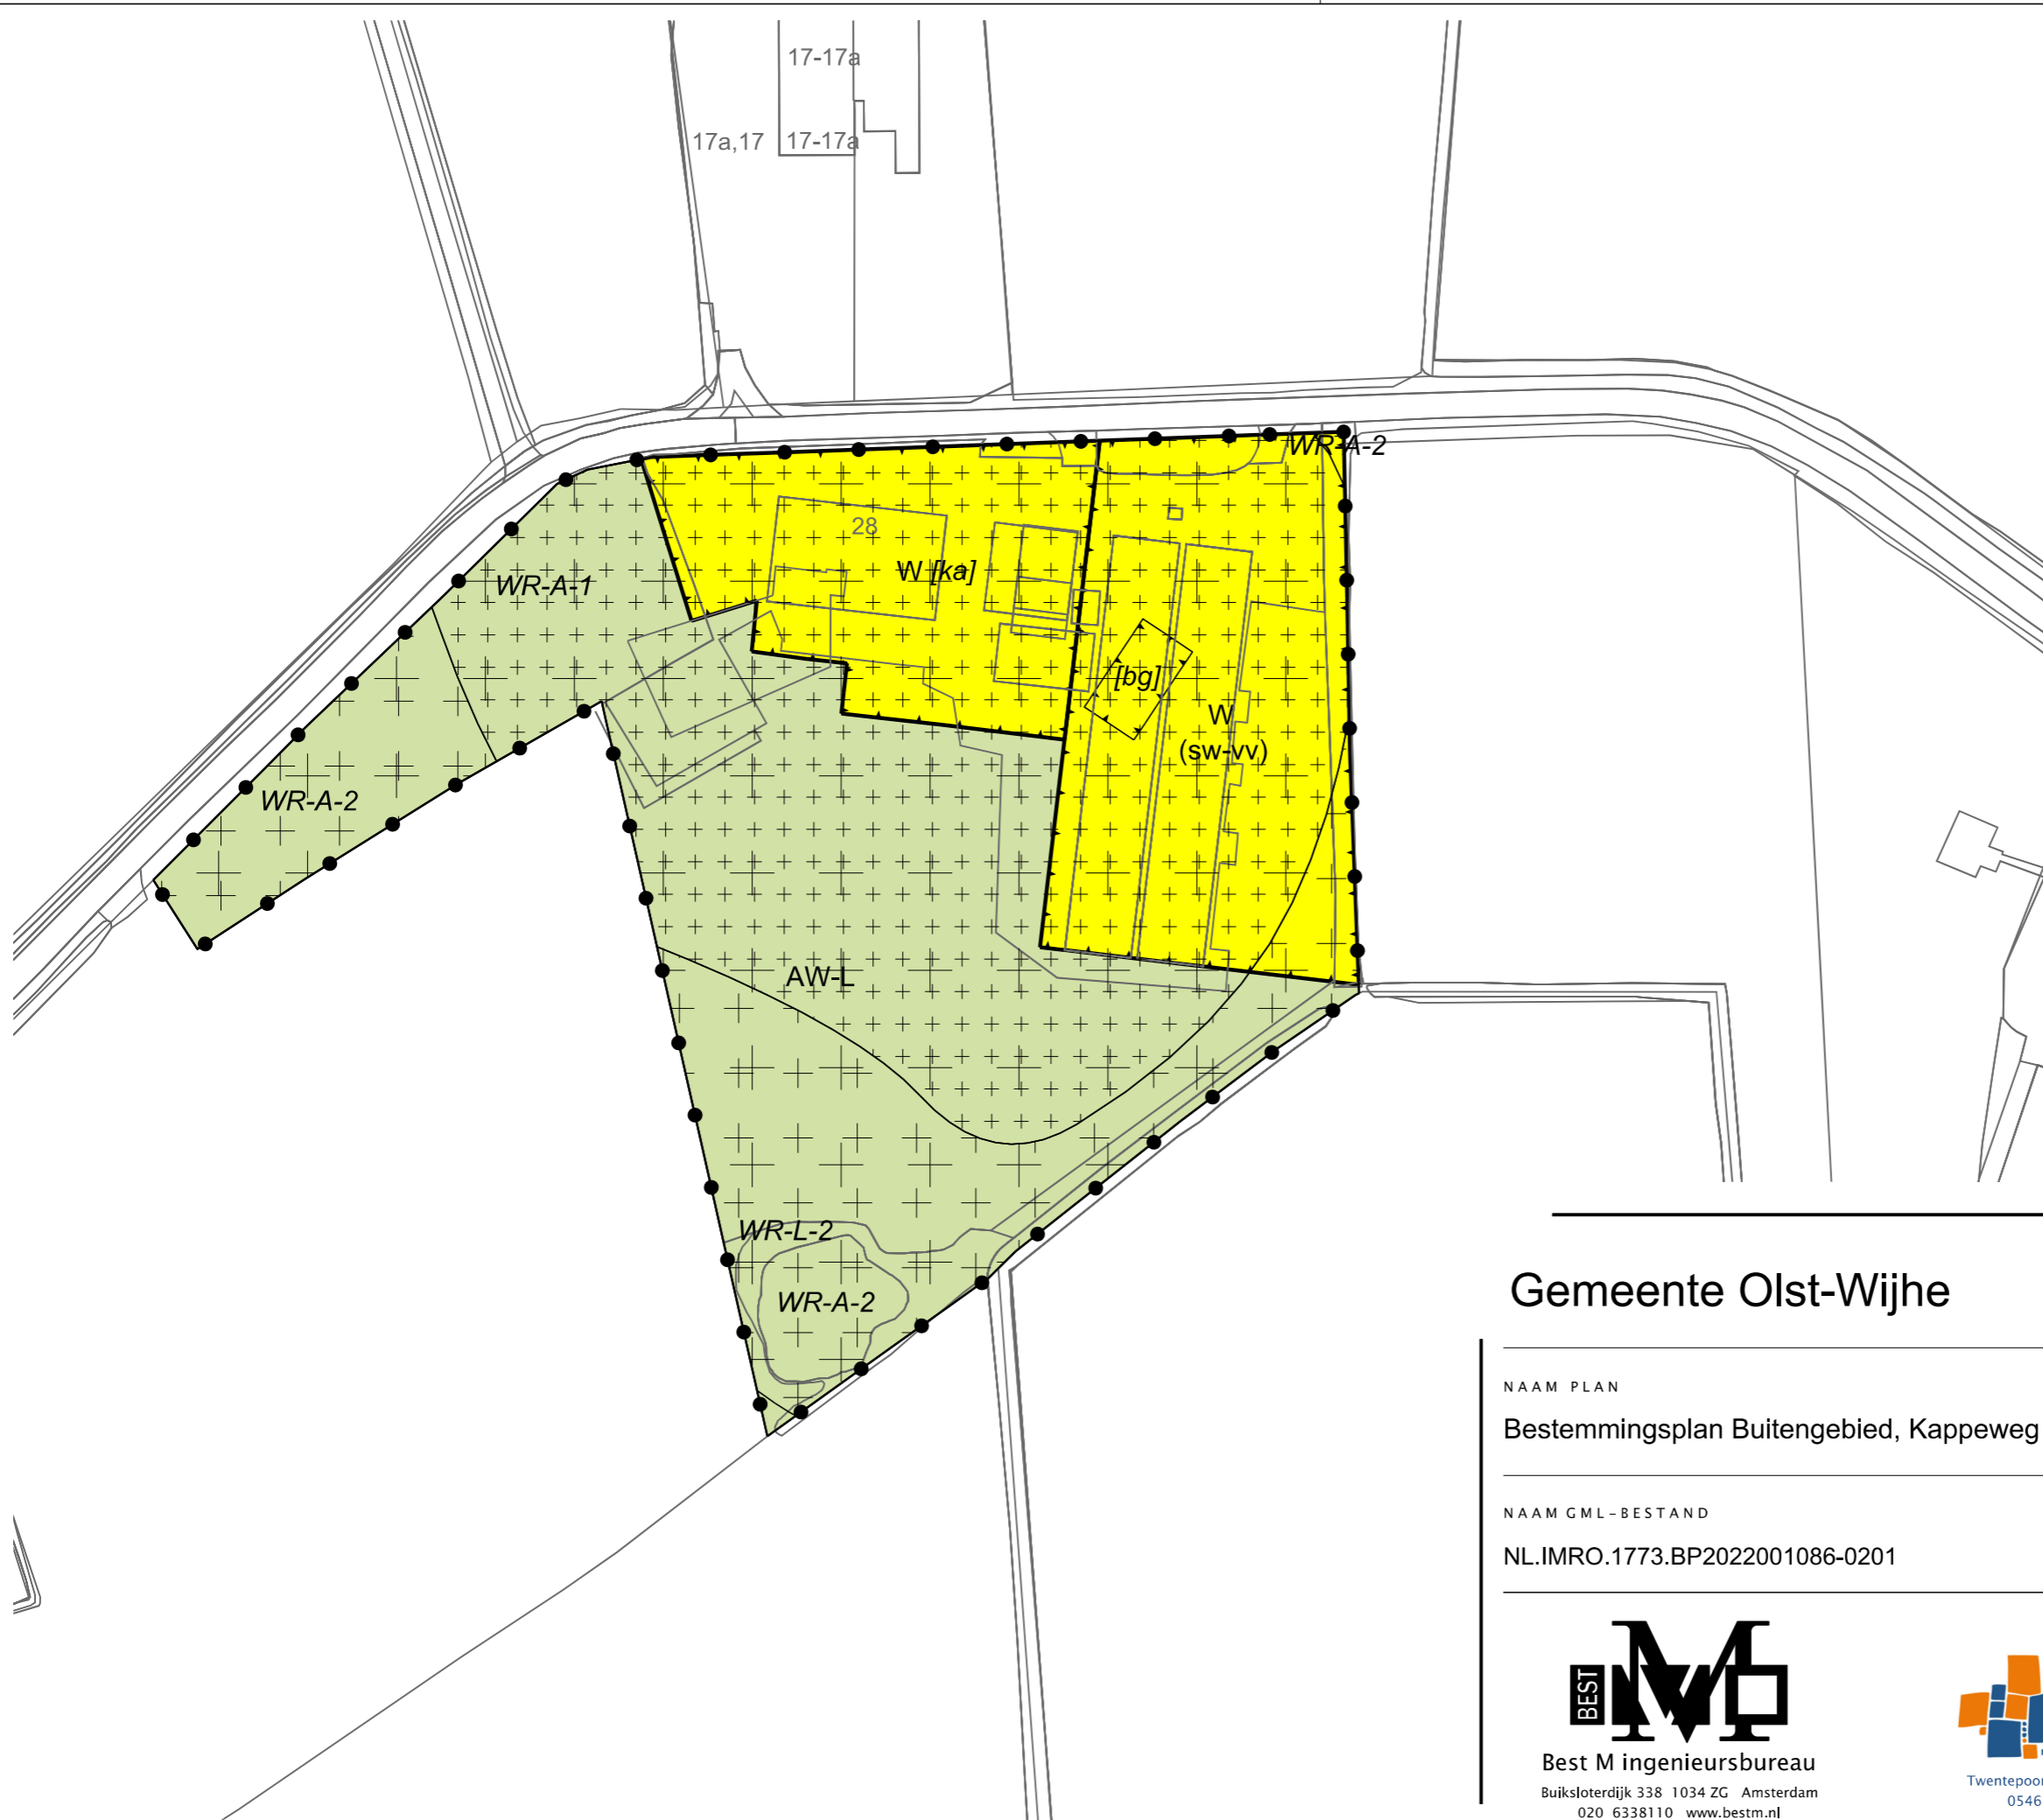 17-17a
17a,17
17-17a
WR-A-2
28
W [ka]
WR-A-1
[bg]
W
(sw-vv)
WR-A-2
AW-L
WR-L-2
WR-A-2
Gemeente Olst-Wijhe
NAAM PLAN
Bestemmingsplan Buitengebied, Kappeweg
NAAM GML-BESTAND
NL.IMRO.1773.BP2022001086-0201
BEST
M
Best M ingenieursbureau
Buiksloterdijk 338 1034 ZG Amsterdam
020 6338110 www.bestm.nl
Twentepoor
0546